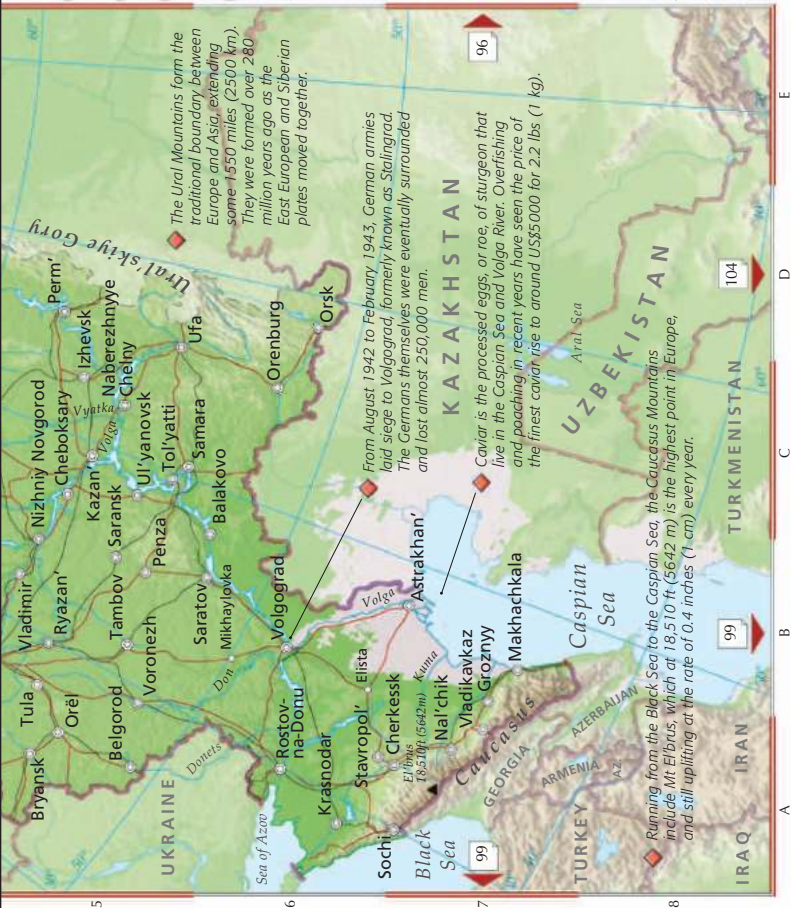 Bryansk
Tula
Orël
Vladimir
Ryazan'
Nizhniy Novgorod
Cheboksary
Kazan'
Vyatka
Volga
Izhevsk
Naberezhnyye
Chelny
Perm'
Ural'skiye Gory
60°
5
Belgorod
Voronezh
Tambov
Saransk
Penza
Ul'yanovsk
Tol'yatti
Samara
Ufa
Saratov
Balakovo
Mikhaylovka
Don
Donets
UKRAINE
Orenburg
Orsk
The Ural Mountains form the
traditional boundary between
Europe and Asia, extending
some 1550 miles (2500 km).
They were formed over 280
million years ago as the
East European and Siberian
plates moved together.
Sea of Azov
6
Rostov-
na-Donu
Volgograd
Krasnodar
Stavropol'
Elista
Volga
Astrakhan'
From August 1942 to February 1943, German armies
laid siege to Volgograd, formerly known as Stalingrad.
The Germans themselves were eventually surrounded
and lost almost 250,000 men.
50°
Sochi
Cherkessk
El'brus
18,510ft (5642m)
Nal'chik
Kuma
Vladikavkaz
Groznyy
Makhachkala
Black
Sea
Caucasus
KAZAKHSTAN
99
7
96
Caviar is the processed eggs, or roe, of sturgeon that
live in the Caspian Sea and Volga River. Overfishing
and poaching in recent years have seen the price of
the finest caviar rise to around US$5000 for 2.2 lbs (1 kg).
GEORGIA
Caspian
Sea
AZERBAIJAN
ARMENIA
AZ.
TURKEY
Aral Sea
UZBEKISTAN
8
Running from the Black Sea to the Caspian Sea, the Caucasus Mountains
include Mt El'brus, which at 18,510 ft (5642 m) is the highest point in Europe,
and still uplifting at the rate of 0.4 inches (1 cm) every year.
IRAQ
IRAN
TURKMENISTAN
99
104
A
B
C
D
E